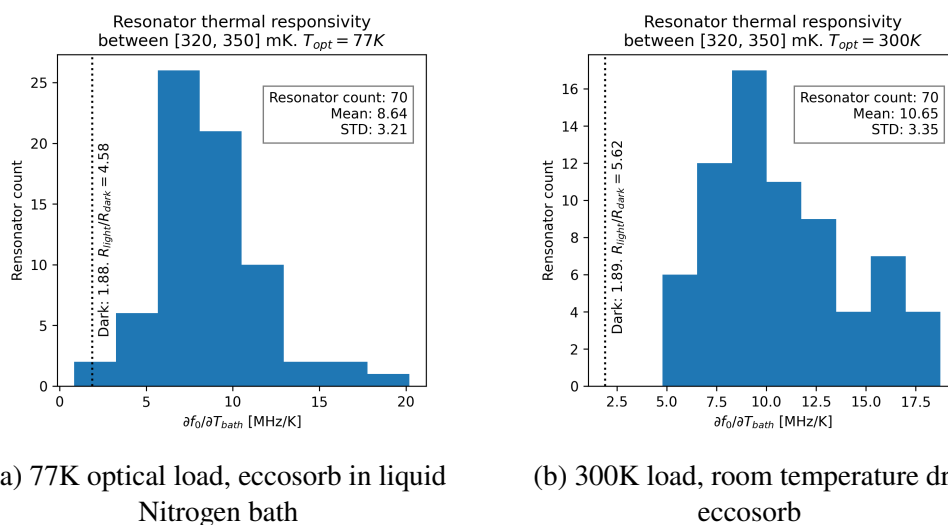 Resonator thermal responsivity
between [320, 350] mK. T_opt = 77K
25
20
15
10
5
0
Rensonator count
Resonator count: 70
Mean: 8.64
STD: 3.21
Dark: 1.88. R_light/R_dark = 4.58
0 5 10 15 20
∂f₀/∂T_bath [MHz/K]
a) 77K optical load, eccosorb in liquid
Nitrogen bath
Resonator thermal responsivity
between [320, 350] mK. T_opt = 300K
16
14
12
10
8
6
4
2
0
Rensonator count
Resonator count: 70
Mean: 10.65
STD: 3.35
Dark: 1.89. R_light/R_dark = 5.62
2.5 5.0 7.5 10.0 12.5 15.0 17.5
∂f₀/∂T_bath [MHz/K]
(b) 300K load, room temperature
eccosorb